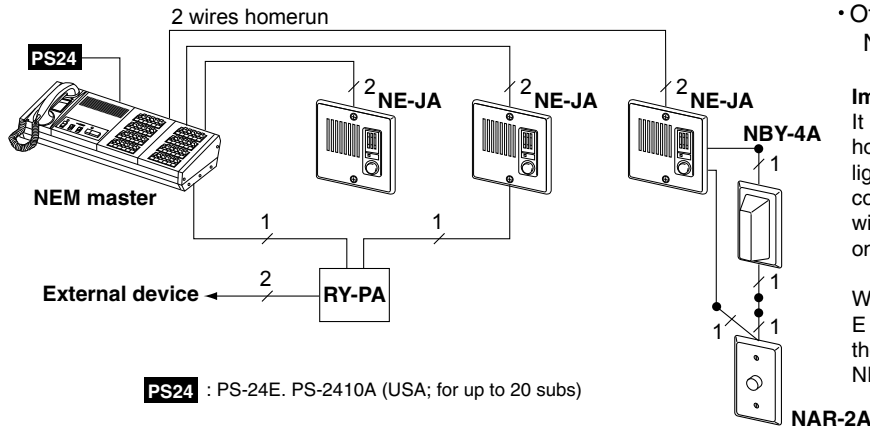 2 wires homerun
PS24
2
NE-JA
2
NE-JA
2
NE-JA
NBY-4A
1
NEM master
1
1
External device
2
RY-PA
1
1
1
NAR-2A
PS24 : PS-24E. PS-2410A (USA; for up to 20 subs)
Im
It
W
E